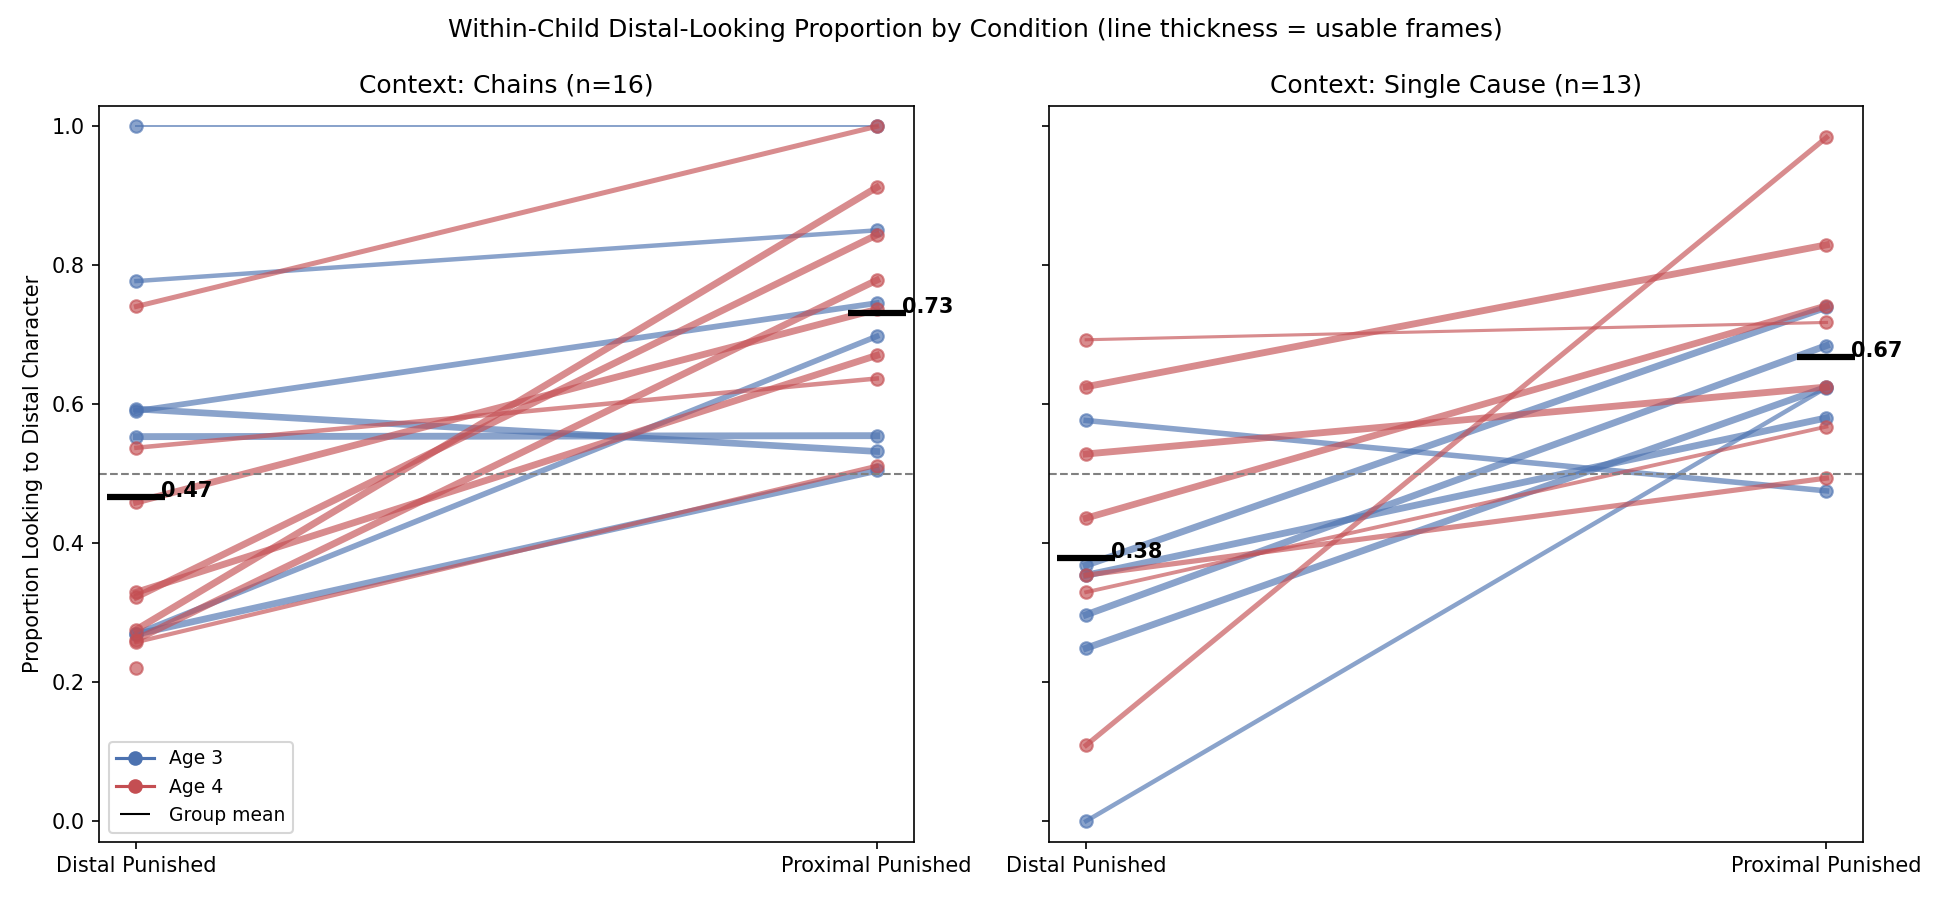 Within-Child Distal-Looking Proportion by Condition (line thickness = usable frames)
Context: Chains (n=16)
Context: Single Cause (n=13)
Proportion Looking to Distal Character
1.0
0.8
0.6
0.4
0.2
0.0
0.47
0.73
0.38
0.67
Age 3
Age 4
Group mean
Distal Punished
Proximal Punished
Distal Punished
Proximal Punished